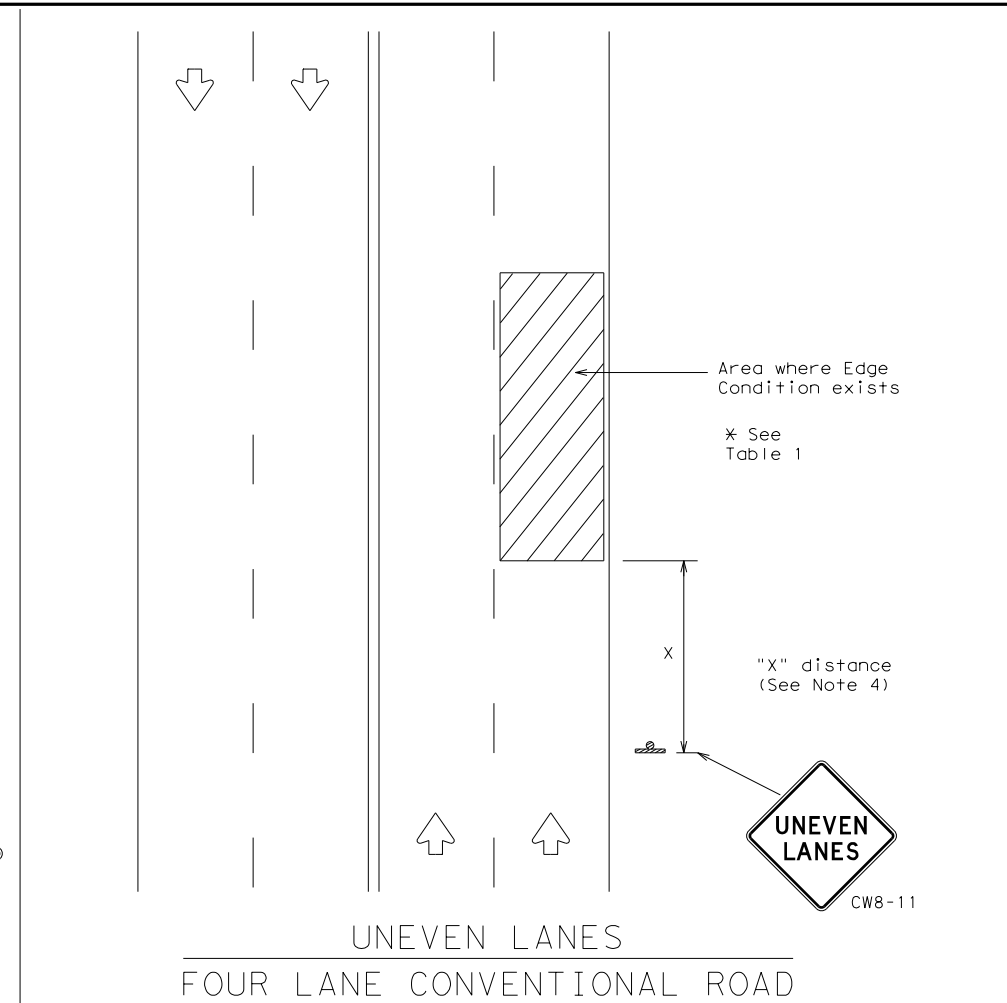 Area where Edge
Condition exists
* See
Table 1
X
"X" distance
(See Note 4)
UNEVEN
LANES
CW8-11
UNEVEN LANES
FOUR LANE CONVENTIONAL ROAD